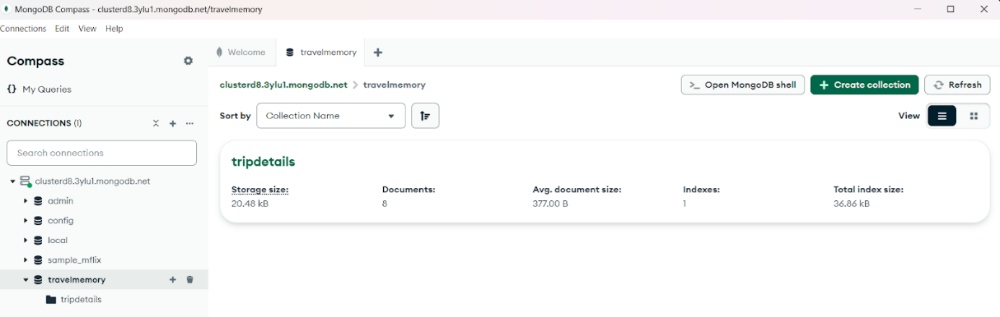 MongoDB Compass - clusterd8.3ylu1.mongodb.net/travelmemory
Connections Edit View Help
Compass
{} My Queries
CONNECTIONS (1)
Search connections
clusterd8.3ylu1.mongodb.net
admin
config
local
sample_mflix
travelmemory
tripdetails
Welcome
travelmemory
clusterd8.3ylu1.mongodb.net > travelmemory
>_ Open MongoDB shell
Create collection
Refresh
Sort by
Collection Name
View
tripdetails
Storage size: Documents: Avg. document size: Indexes: Total index size:
20.48 kB 8 377.00 B 1 36.86 kB